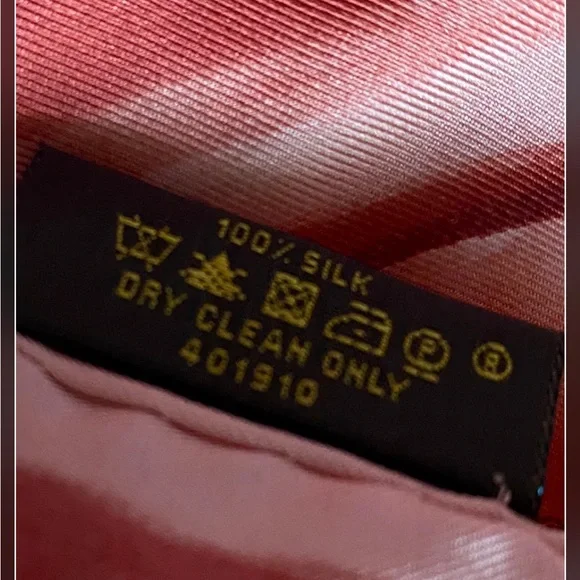 100% SILK
P R
DRY CLEAN ONLY
401910